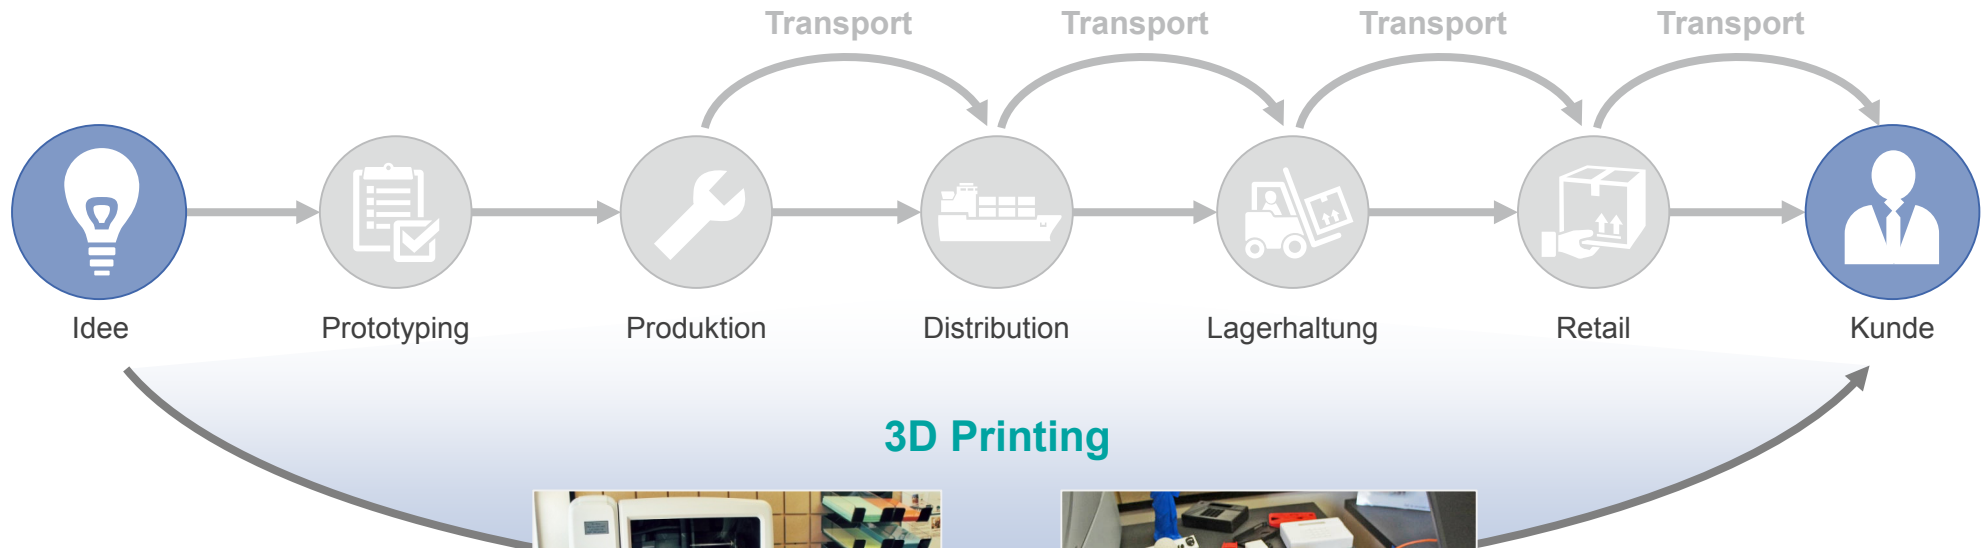 Transport Transport Transport Transport
Idee Prototyping Produktion Distribution Lagerhaltung Retail Kunde
3D Printing